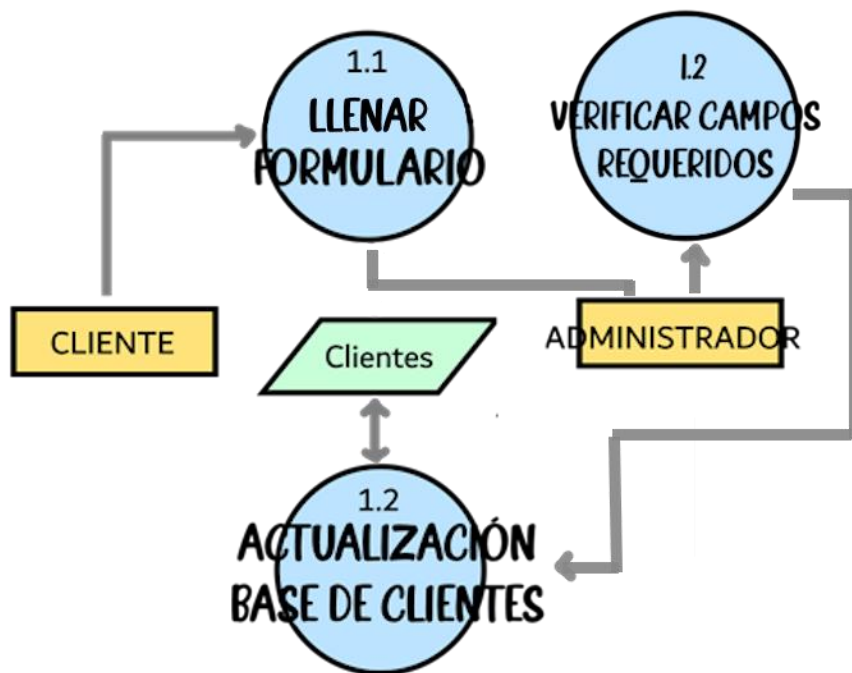 1.1
LLENAR
FORMULARIO
1.2
VERIFICAR CAMPOS
REQUERIDOS
CLIENTE
Clientes
ADMINISTRADOR
1.2
ACTUALIZACIÓN
BASE DE CLIENTES